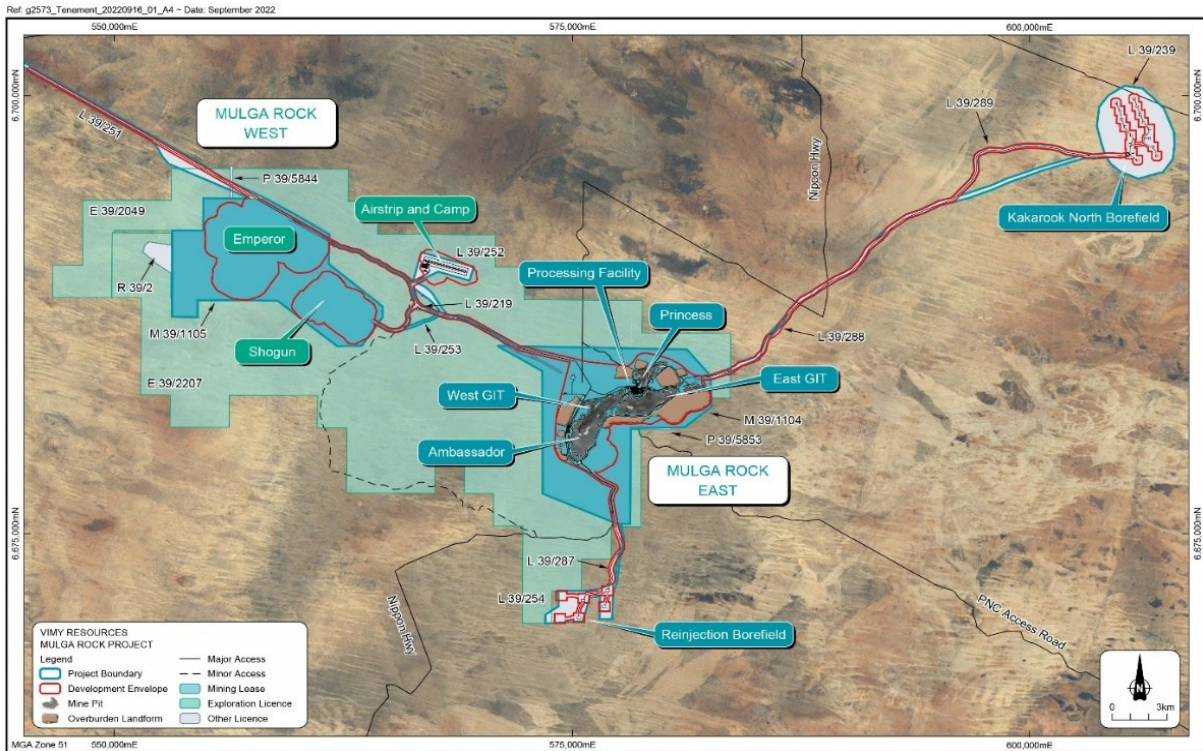 Ref: g2573_Tenement_20220916_01_A4 ~ Date: September 2022
550,000mE
575,000mE
600,000mE
6,700,000mN
6,700,000mN
L 39/239
L 39/289
L 39/251
MULGA ROCK
WEST
Nippon Hwy
P 39/5844
E 39/2049
Airstrip and Camp
Kakarook North Borefield
Emperor
L 39/252
R 39/2
Processing Facility
L 39/219
Princess
M 39/1105
L 39/288
Shogun
L 39/253
East GIT
E 39/2207
West GIT
M 39/1104
P 39/5853
Ambassador
MULGA ROCK
EAST
6,675,000mN
6,675,000mN
L 39/287
L 39/254
Nippon Hwy
PNC Access Road
Reinjection Borefield
VIMY RESOURCES
MULGA ROCK PROJECT
Legend
Project Boundary
Development Envelope
Mine Pit
Overburden Landform
Major Access
Minor Access
Mining Lease
Exploration Licence
Other Licence
N
0 3km
MGA Zone 51
550,000mE
575,000mE
600,000mE